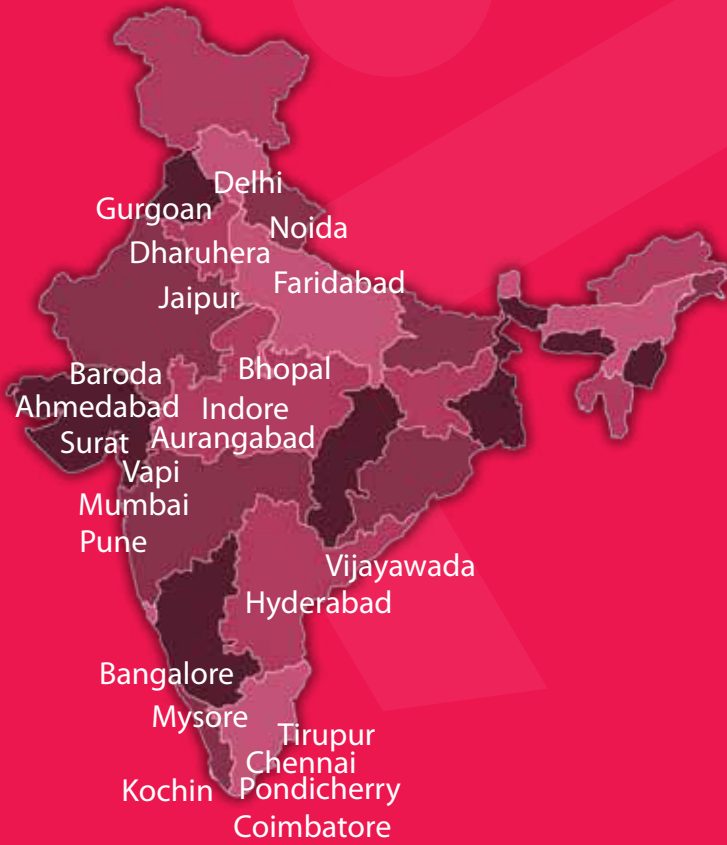 Delhi
Gurgoan
Noida
Dharuhera
Faridabad
Jaipur
Bhopal
Baroda
Ahmedabad Indore
Surat Aurangabad
Vapi
Mumbai
Pune
Vijayawada
Hyderabad
Bangalore
Mysore
Tirupur
Chennai
Kochin Pondicherry
Coimbatore